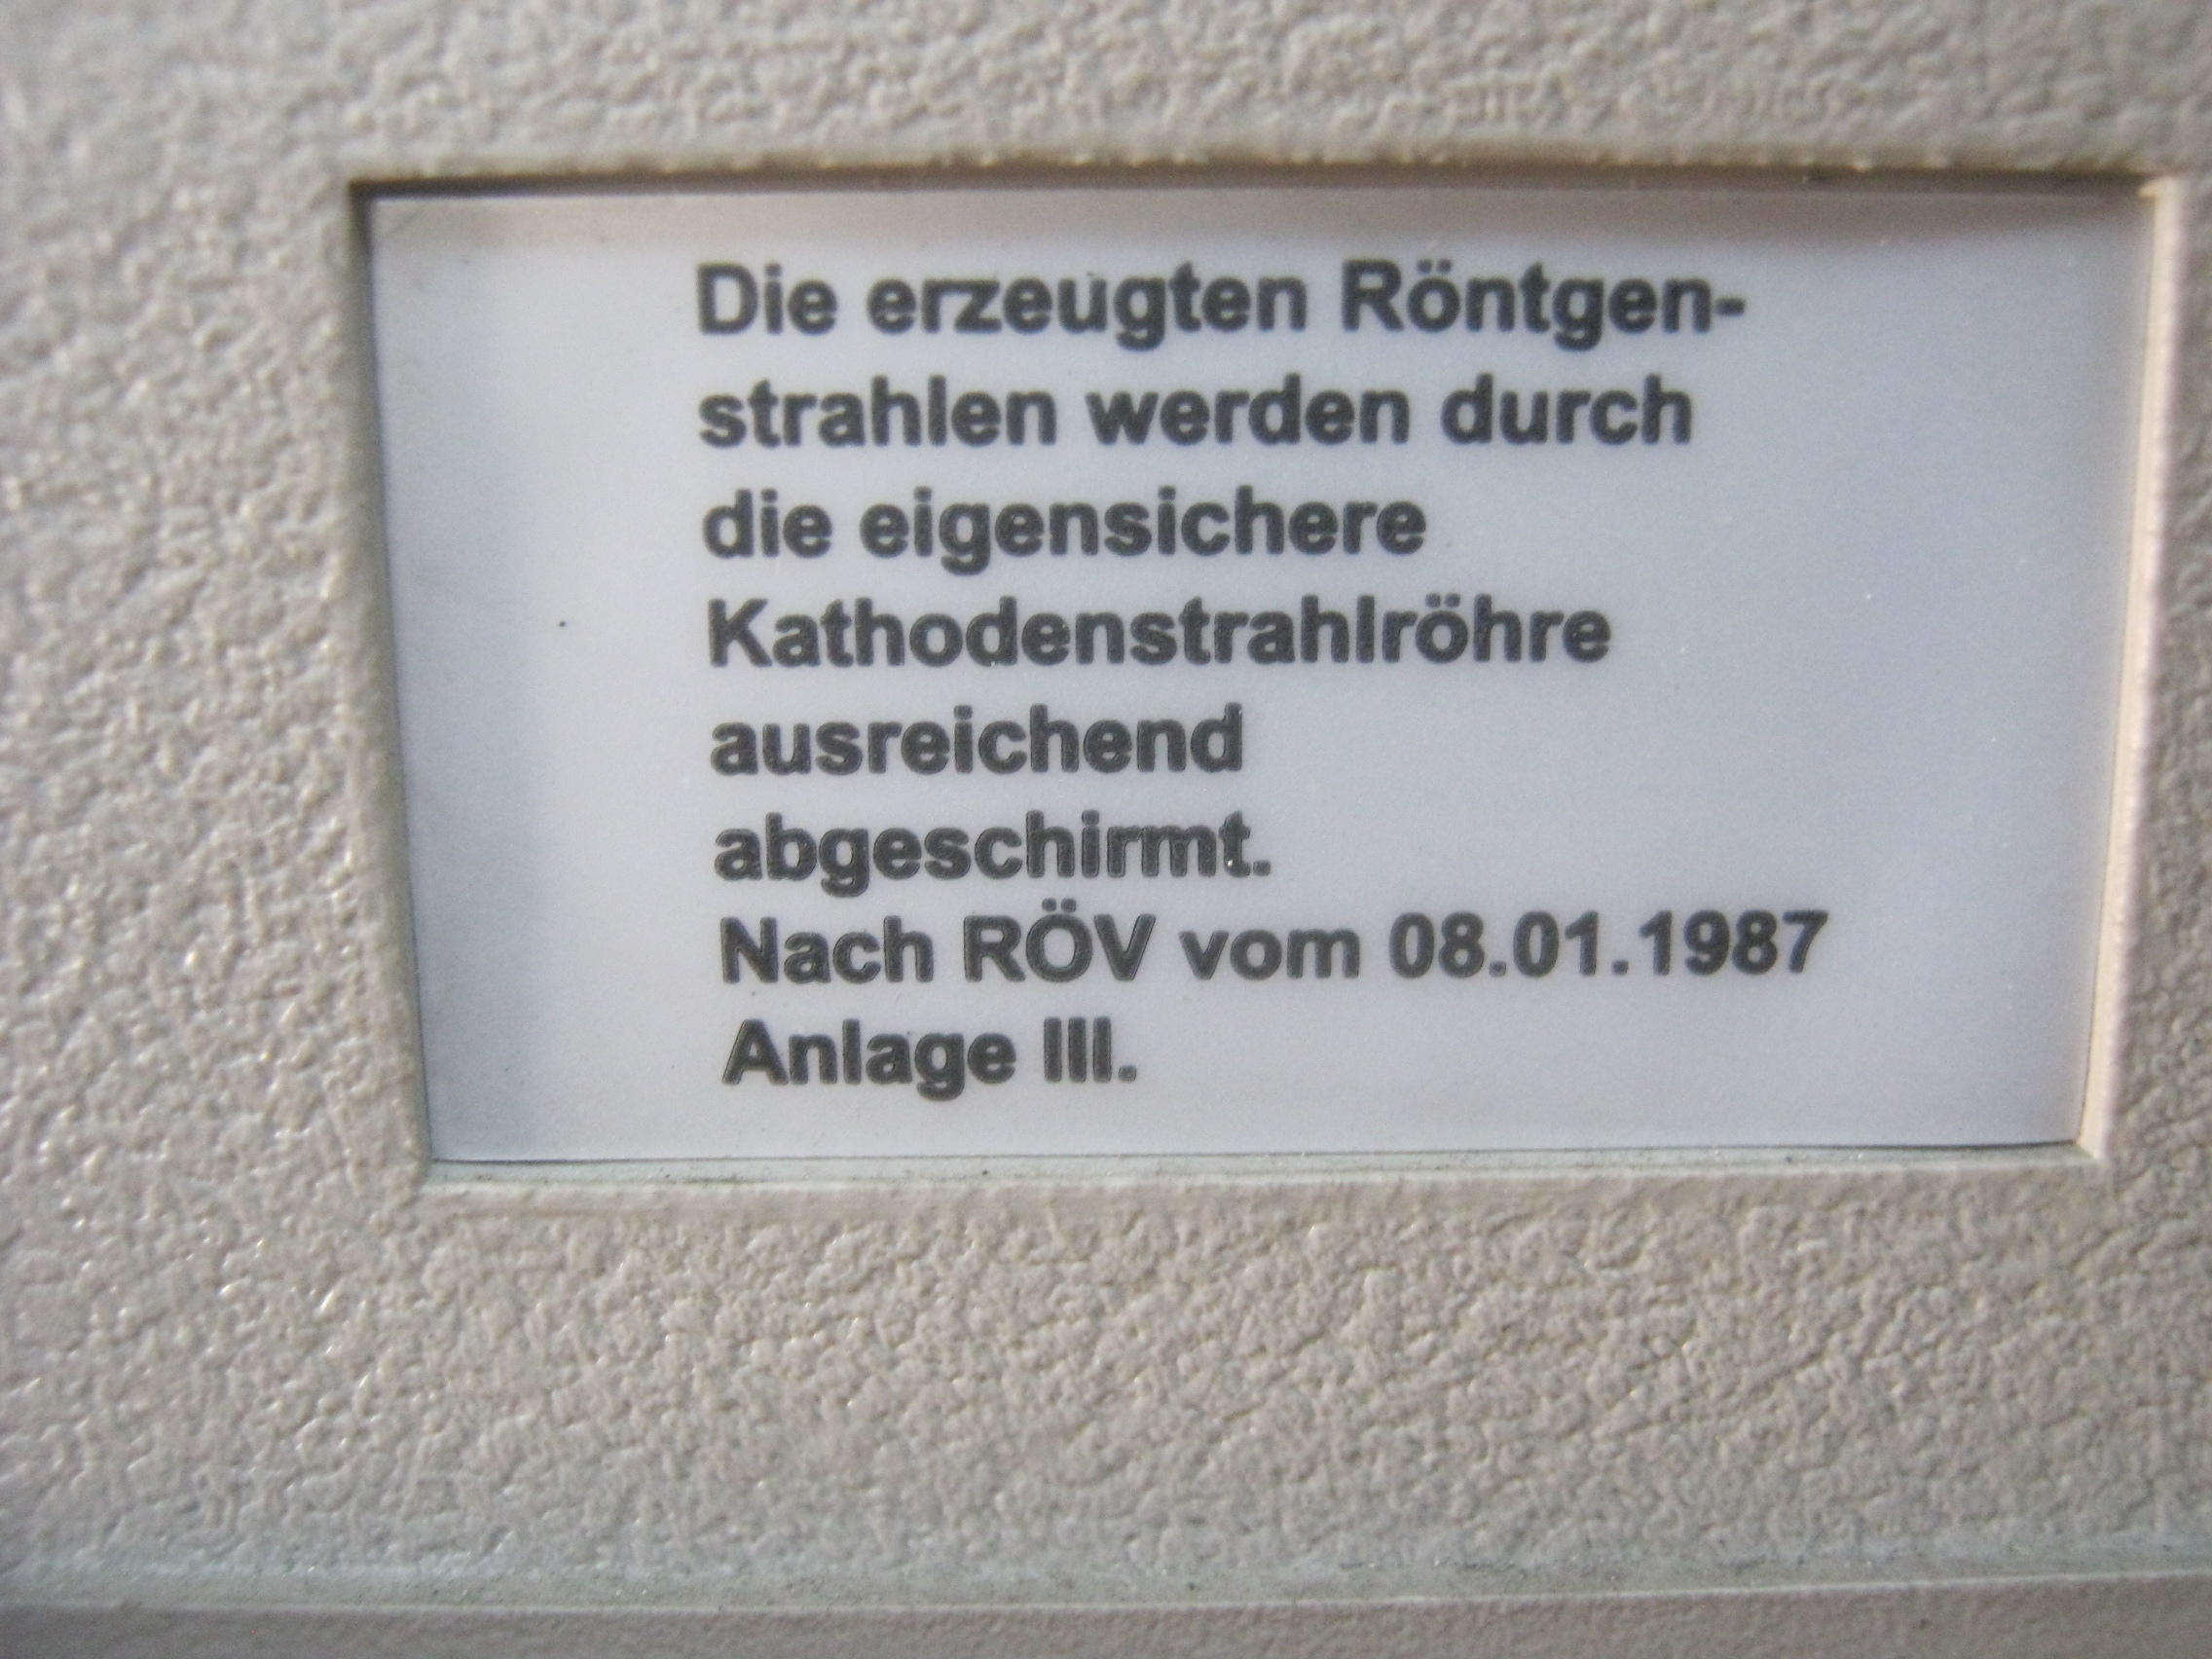 Die erzeugten Röntgen-
strahlen werden durch
die eigensichere
Kathodenstrahlröhre
ausreichend
abgeschirmt.
Nach RÖV vom 08.01.1987
Anlage III.